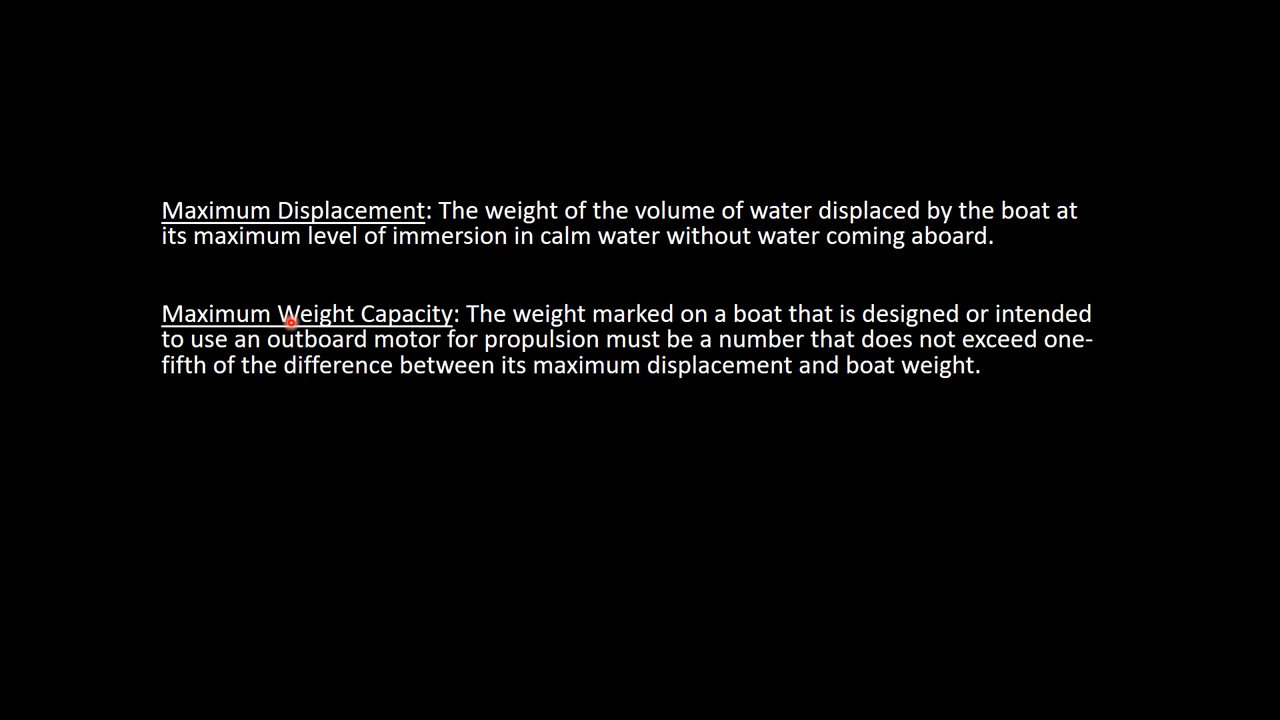 Maximum Displacement: The weight of the volume of water displaced by the boat at
its maximum level of immersion in calm water without water coming aboard.
Maximum Weight Capacity: The weight marked on a boat that is designed or intended
to use an outboard motor for propulsion must be a number that does not exceed one-
fifth of the difference between its maximum displacement and boat weight.